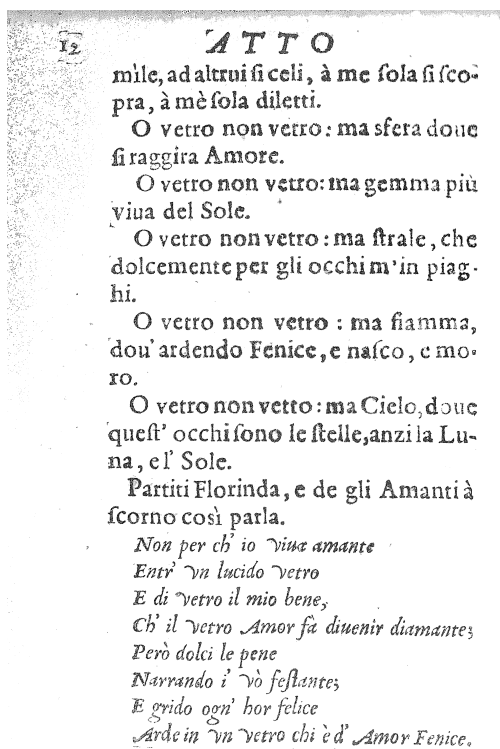 12 ATTO
mile, ad altrui si celi, à me sola si sco-
pra, à mè sola diletti.
O vetro non vetro: ma sfera doue
si raggira Amore.
O vetro non vetro: ma gemma più
viua del Sole.
O vetro non vetro: ma strale, che
dolcemente per gli occhi m'in piag-
hi.
O vetro non vetro : ma fiamma,
dou' ardendo Fenice, e nasco, e mo-
ro.
O vetro non vetto: ma Cielo, doue
quest' occhi sono le stelle, anzi la Lu-
na, e l' Sole.
Partiti Florinda, e de gli Amanti à
scorno così parla.
Non per ch' io viua amante
Entr' vn lucido vetro
E di vetro il mio bene,
Ch' il vetro Amor fà diuenir diamante;
Però dolci le pene
Narrando i' vò festante;
E grido ogn' hor felice
Arde in vn vetro chi è d' Amor Fenice.